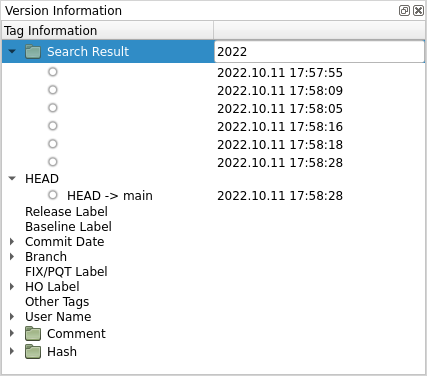 Version Information
Tag Information
Search Result 2022
2022.10.11 17:57:55
2022.10.11 17:58:09
2022.10.11 17:58:05
2022.10.11 17:58:16
2022.10.11 17:58:18
2022.10.11 17:58:28
HEAD
HEAD -> main 2022.10.11 17:58:28
Release Label
Baseline Label
Commit Date
Branch
FIX/PQT Label
HO Label
Other Tags
User Name
Comment
Hash